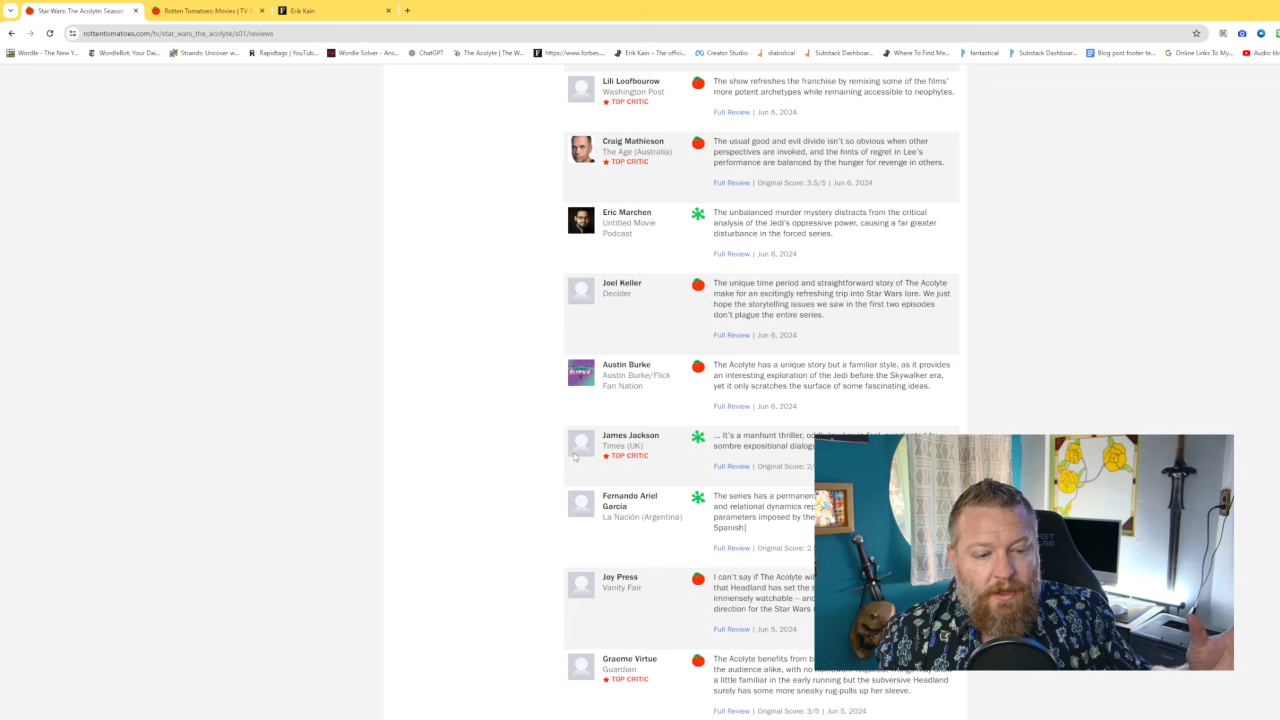 Star Wars: The Acolyte: Season
Rotten Tomatoes: Movies | TV S
Erik Kain
rottentomatoes.com/tv/star_wars_the_acolyte/s01/reviews
Wordle - The New Y...
WordleBot: Your Dai...
Strands: Uncover w...
Rapidtags | YouTub...
Wordle Solver - Ans...
ChatGPT
The Acolyte | The W...
https://www.forbes...
Erik Kain – The offici...
Creator Studio
diabolical
Substack Dashboar...
Where To Find Me...
fantastical
Substack Dashboar...
Blog post footer te...
Online Links To My...
Audio lib
Lili Loofbourow
Washington Post
TOP CRITIC
The show refreshes the franchise by remixing some of the films'
more potent archetypes while remaining accessible to neophytes.
Full Review | Jun 6, 2024
Craig Mathieson
The Age (Australia)
TOP CRITIC
The usual good and evil divide isn't so obvious when other
perspectives are invoked, and the hints of regret in Lee's
performance are balanced by the hunger for revenge in others.
Full Review | Original Score: 3.5/5 | Jun 6, 2024
Eric Marchen
Untitled Movie
Podcast
The unbalanced murder mystery distracts from the critical
analysis of the Jedi's oppressive power, causing a far greater
disturbance in the forced series.
Full Review | Jun 6, 2024
Joel Keller
Decider
The unique time period and straightforward story of The Acolyte
make for an excitingly refreshing trip into Star Wars lore. We just
hope the storytelling issues we saw in the first two episodes
don't plague the entire series.
Full Review | Jun 6, 2024
Austin Burke
Austin Burke/Flick
Fan Nation
The Acolyte has a unique story but a familiar style, as it provides
an interesting exploration of the Jedi before the Skywalker era,
yet it only scratches the surface of some fascinating ideas.
Full Review | Jun 6, 2024
James Jackson
Times (UK)
TOP CRITIC
... It's a manhunt thriller,
sombre expositional dialog
Full Review | Original Score: 2/
Fernando Ariel
García
La Nación (Argentina)
The series has a permanen
and relational dynamics rep
parameters imposed by the
Spanish]
Full Review | Original Score: 2.
Joy Press
Vanity Fair
I can't say if The Acolyte wil
that Headland has set the s
immensely watchable -- and
direction for the Star Wars
Full Review | Jun 5, 2024
Graeme Virtue
Guardian
TOP CRITIC
The Acolyte benefits from b
the audience alike, with no
a little familiar in the early running but the subversive Headland
surely has some more sneaky rug-pulls up her sleeve.
Full Review | Original Score: 3/5 | Jun 5, 2024